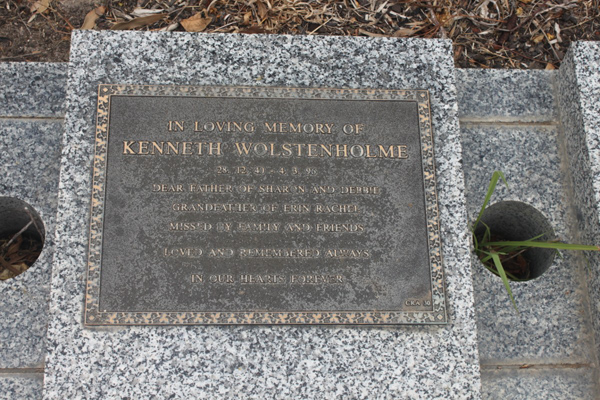 IN LOVING MEMORY OF
KENNETH WOLSTENHOLME
28. 12. 41 - 4. 3. 98
DEAR FATHER OF SHARON AND DEBBIE
GRANDFATHER OF ERIN RACHEL
MISSED BY FAMILY AND FRIENDS
LOVED AND REMEMBERED ALWAYS
IN OUR HEARTS FOREVER